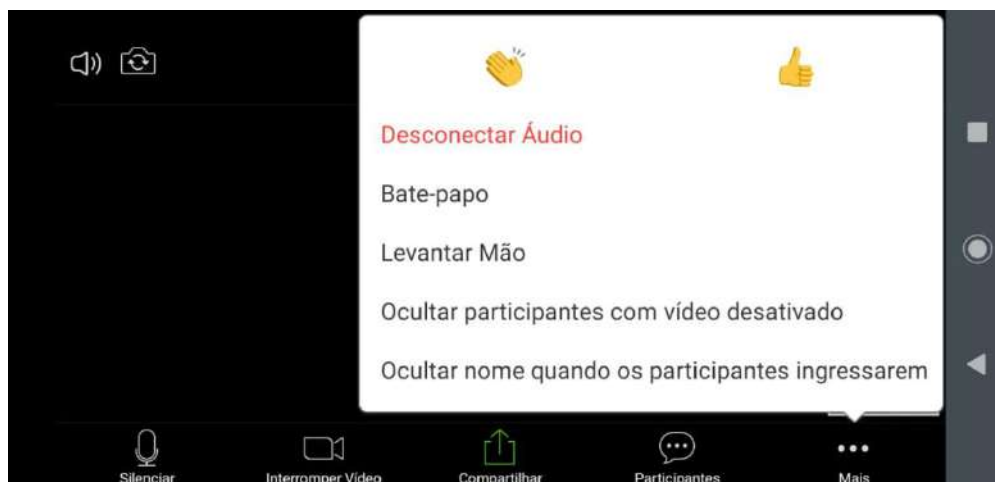 Desconectar Áudio
Bate-papo
Levantar Mão
Ocultar participantes com vídeo desativado
Ocultar nome quando os participantes ingressarem
Silenciar
Interromper Vídeo
Compartilhar
Participantes
Mais